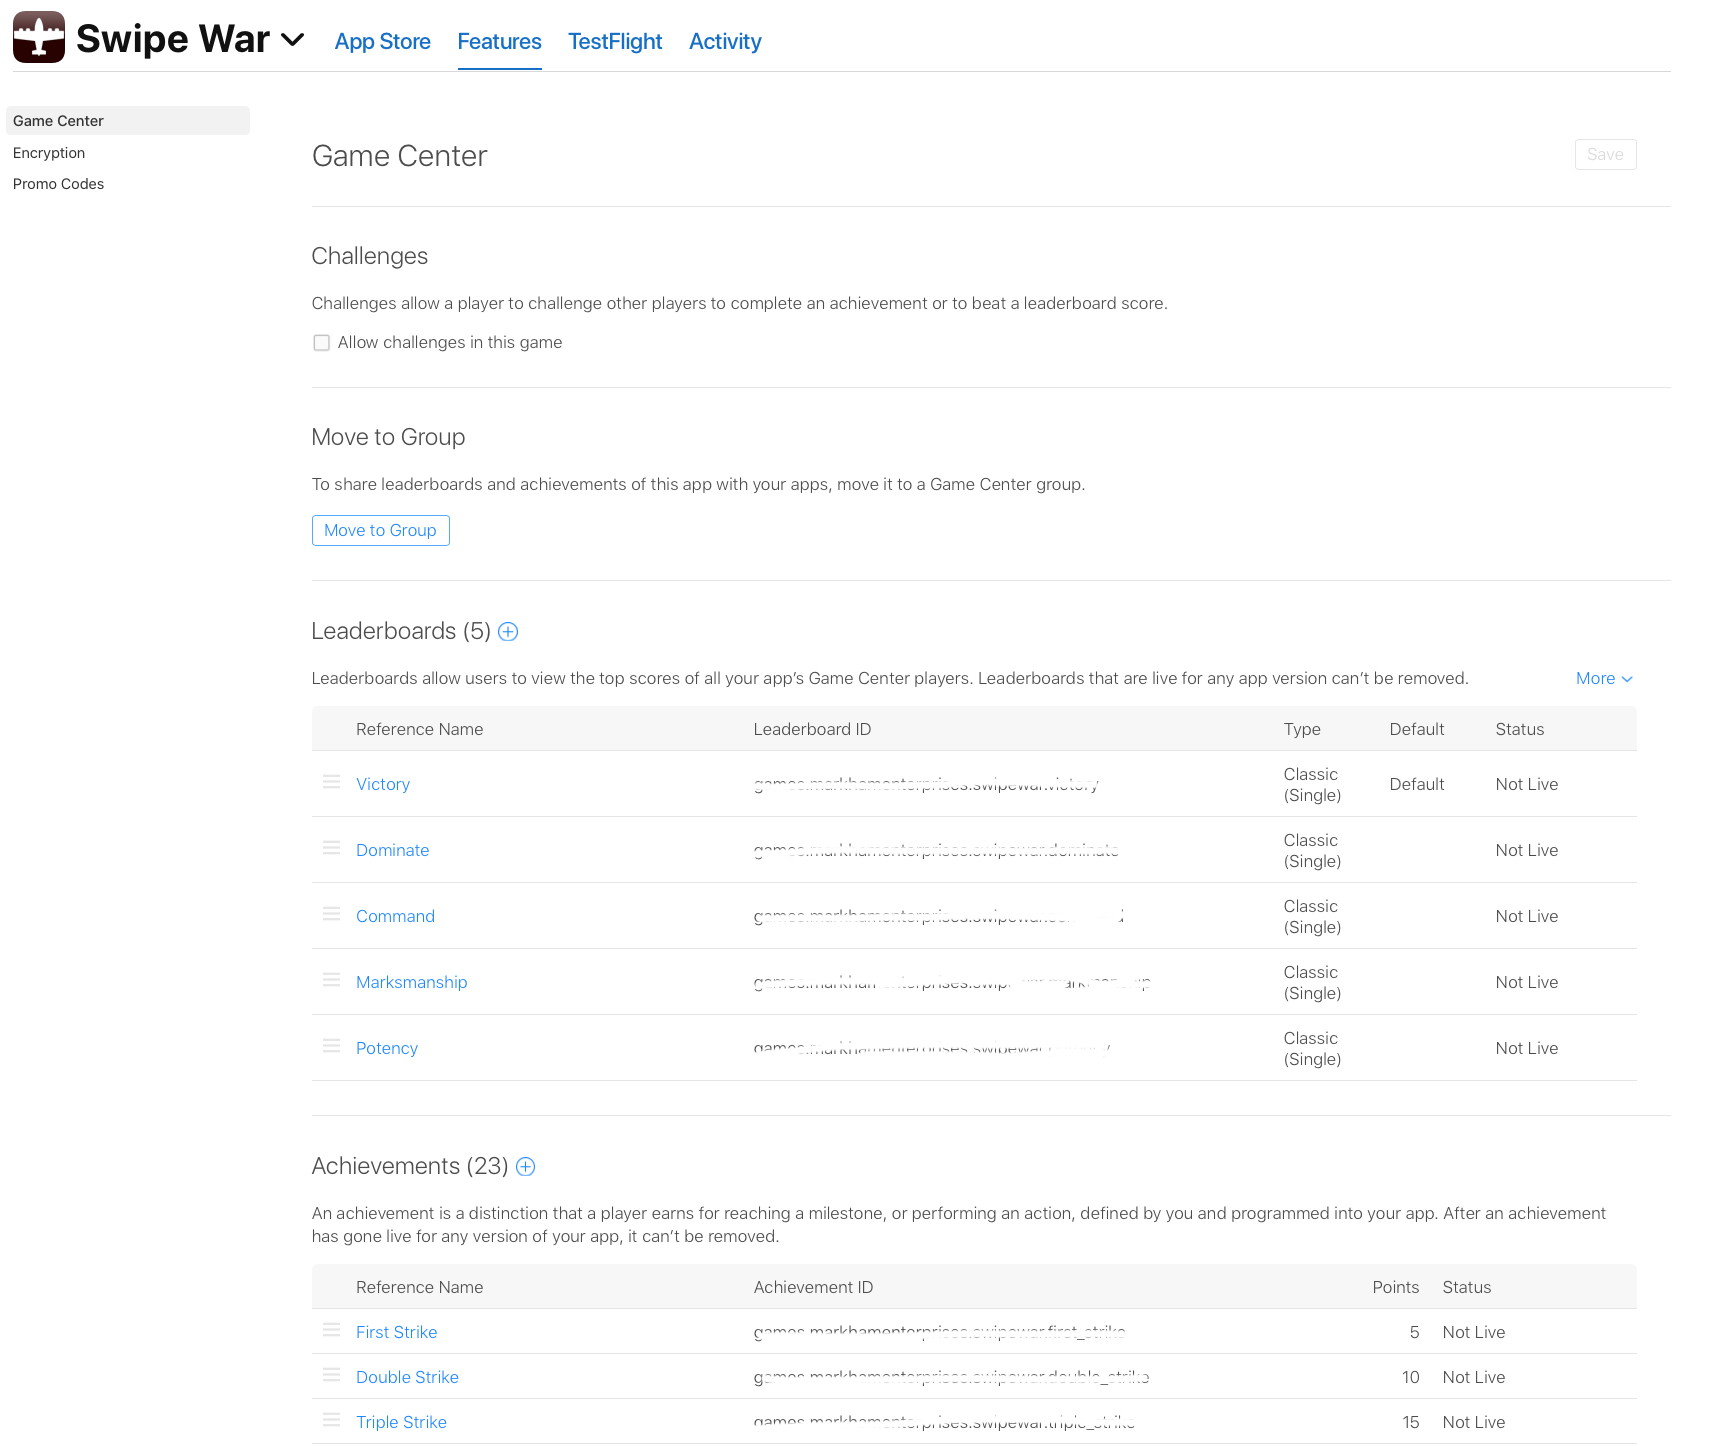 Swipe War App Store Features TestFlight Activity
Game Center
Encryption
Promo Codes
Game Center Save
Challenges
Challenges allow a player to challenge other players to complete an achievement or to beat a leaderboard score.
Allow challenges in this game
Move to Group
To share leaderboards and achievements of this app with your apps, move it to a Game Center group.
Move to Group
Leaderboards (5)
Leaderboards allow users to view the top scores of all your app’s Game Center players. Leaderboards that are live for any app version can’t be removed. More
Reference Name Leaderboard ID Type Default Status
Victory Classic (Single) Default Not Live
Dominate Classic (Single) Not Live
Command Classic (Single) Not Live
Marksmanship Classic (Single) Not Live
Potency Classic (Single) Not Live
Achievements (23)
An achievement is a distinction that a player earns for reaching a milestone, or performing an action, defined by you and programmed into your app. After an achievement
has gone live for any version of your app, it can’t be removed.
Reference Name Achievement ID Points Status
First Strike 5 Not Live
Double Strike 10 Not Live
Triple Strike 15 Not Live